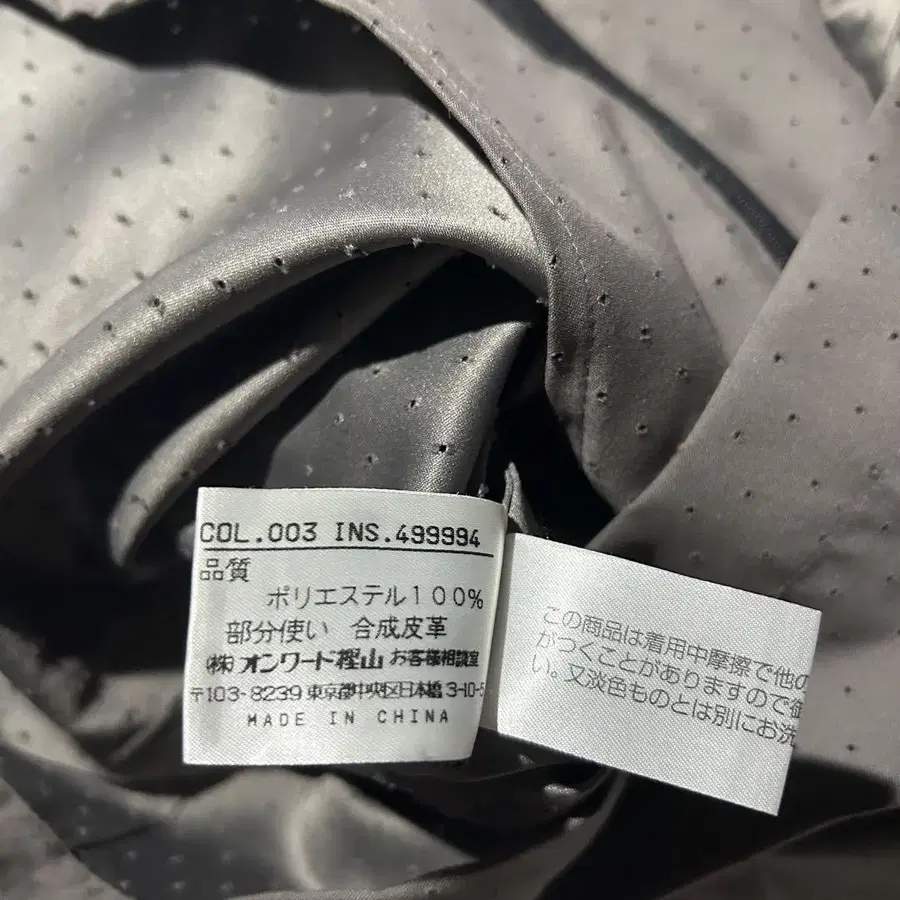 COL.003 INS.499994
品質
ポリエステル100%
部分使い 合成皮革
(株)オンワード樫山 お客様相談室
〒103-8239 東京都中央区日本橋3-10-5
MADE IN CHINA
この商品は着用中摩擦で他の
がつくことがありますので
い。又淡色ものとは別にお洗